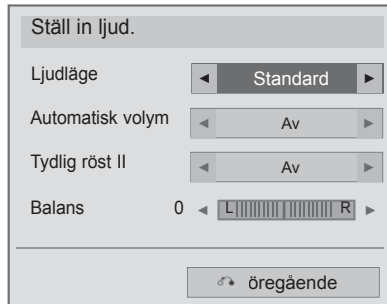 Ställ in ljud.
Ljudläge ◄ Standard ►
Automatisk volym ◄ Av ►
Tydlig röst II ◄ Av ►
Balans 0 ◄ L R ►
öregående